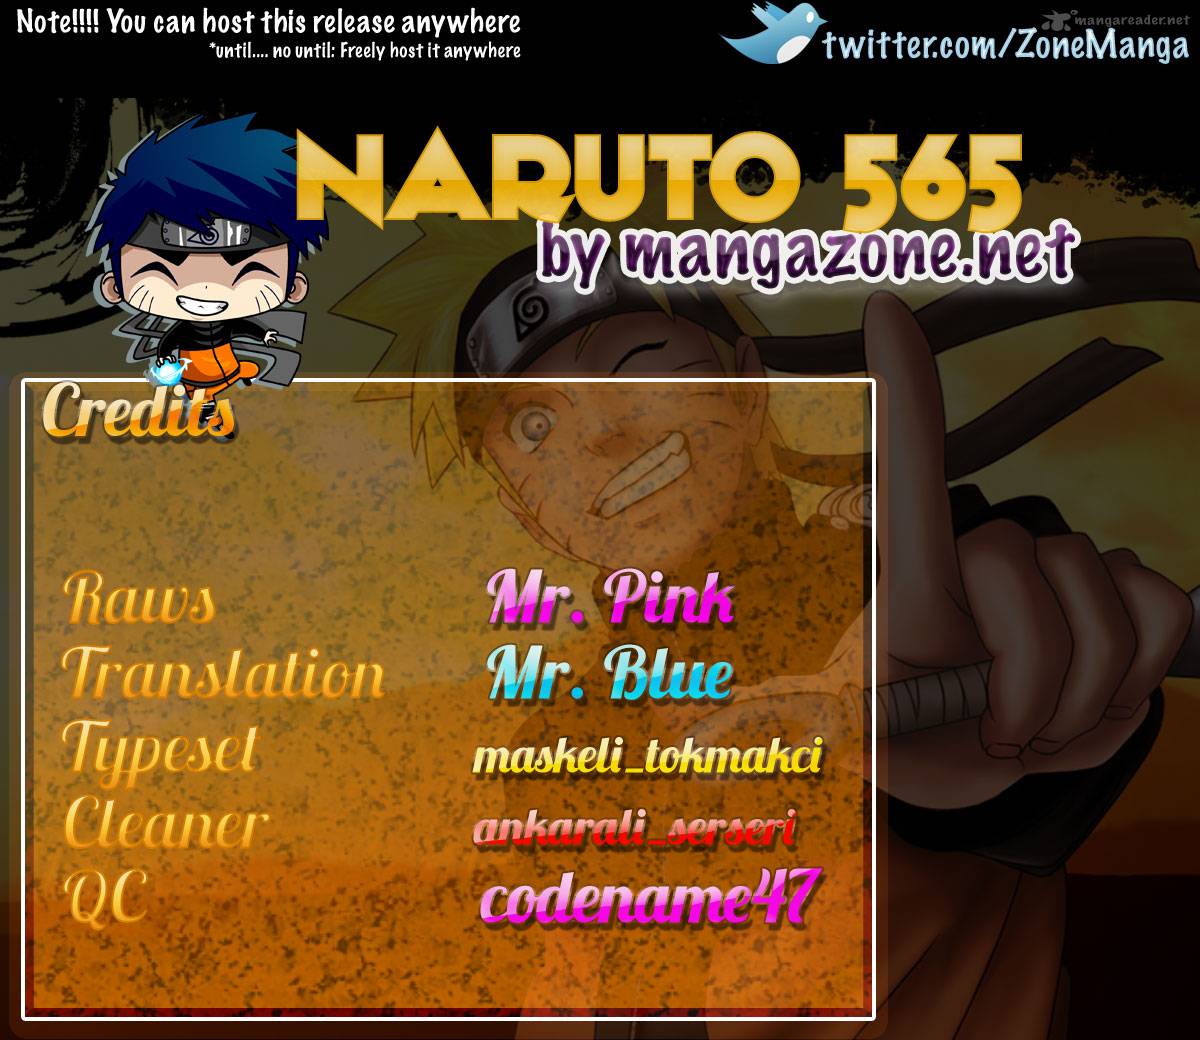 Note!!!! You can host this release anywhere
*until.... no until: Freely host it anywhere
mangareader.net
twitter.com/ZoneManga
NARUTO 565
by mangazone.net
Credits
Raws Mr. Pink
Translation Mr. Blue
Typeset maskeli_tokmakci
Cleaner ankarali_serseri
QC codename47